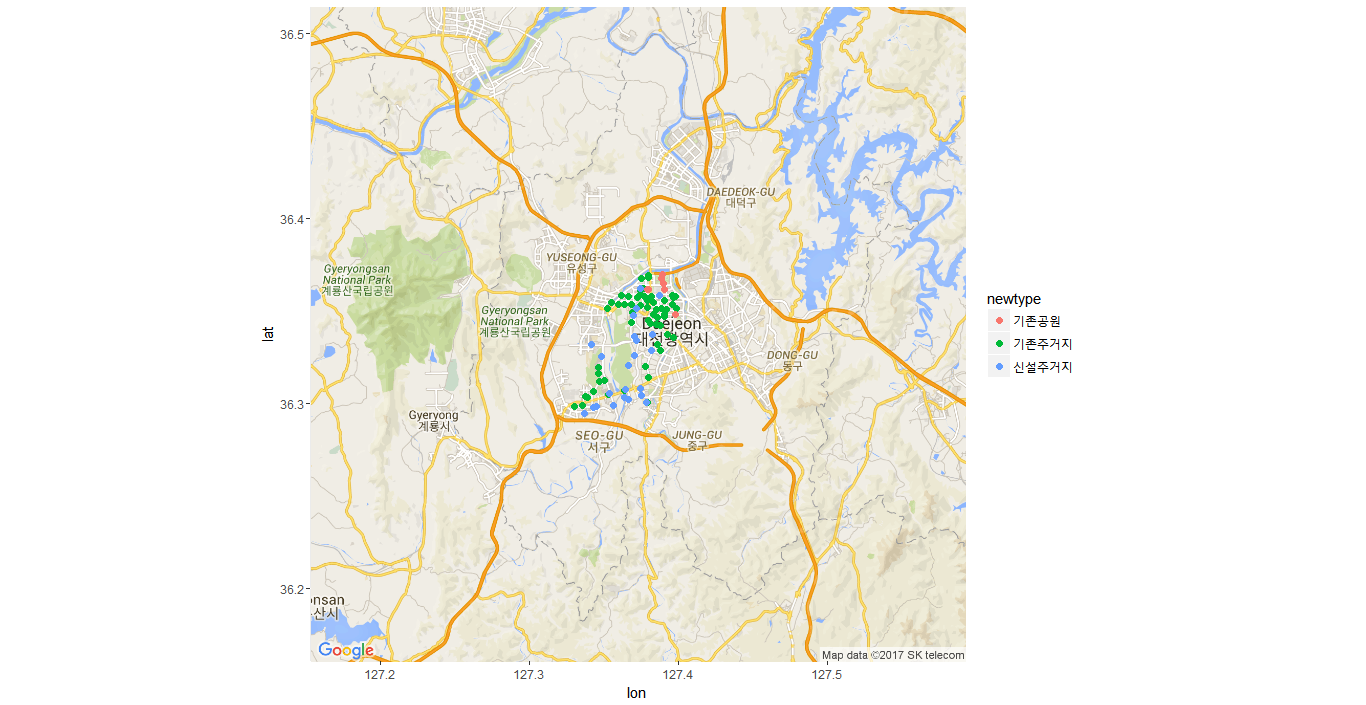 36.5
36.4
36.3
36.2
lat
DAEDEOK-GU
대덕구
YUSEONG-GU
유성구
Gyeryongsan
National Park
계룡산국립공원
Gyeryongsan
National Park
계룡산국립공원
Daejeon
대전광역시
DONG-GU
동구
Gyeryong
계룡시
SEO-GU
서구
JUNG-GU
중구
onsan
산시
Google
Map data ©2017 SK telecom
127.2
127.3
127.4
127.5
lon
newtype
기존공원
기존주거지
신설주거지